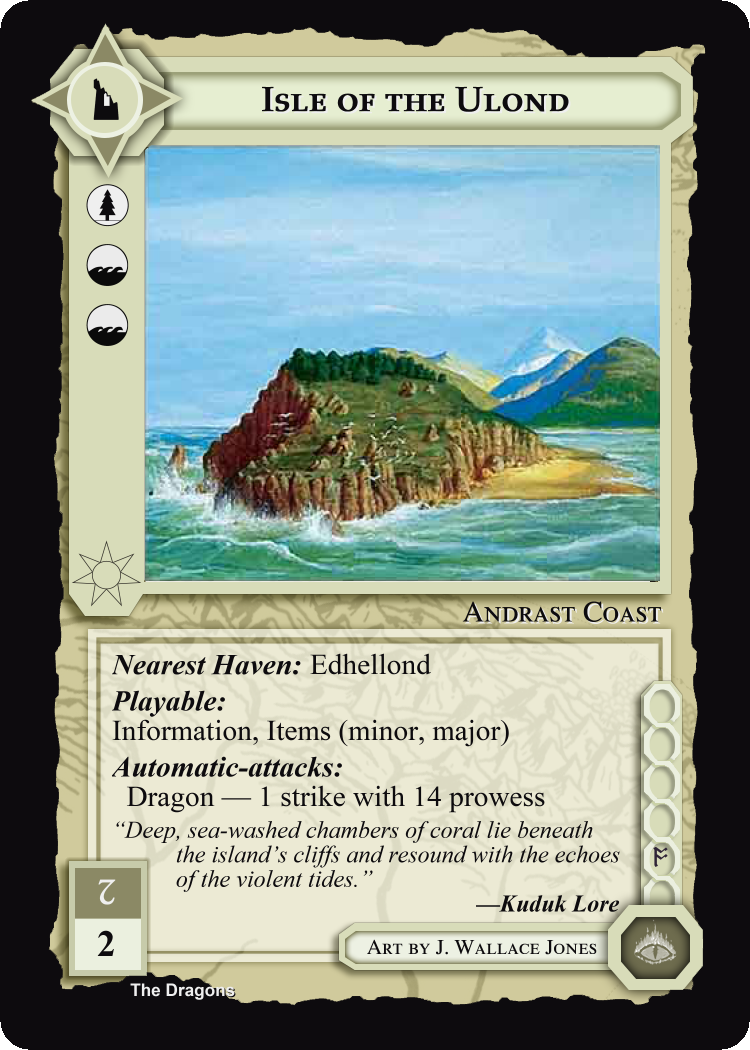 Isle of the Ulond
Andrast Coast
Nearest Haven: Edhellond
Playable:
Information, Items (minor, major)
Automatic-attacks:
Dragon — 1 strike with 14 prowess
“Deep, sea-washed chambers of coral lie beneath
the island’s cliffs and resound with the echoes
of the violent tides.”
—Kuduk Lore
2
2
Art by J. Wallace Jones
The Dragons